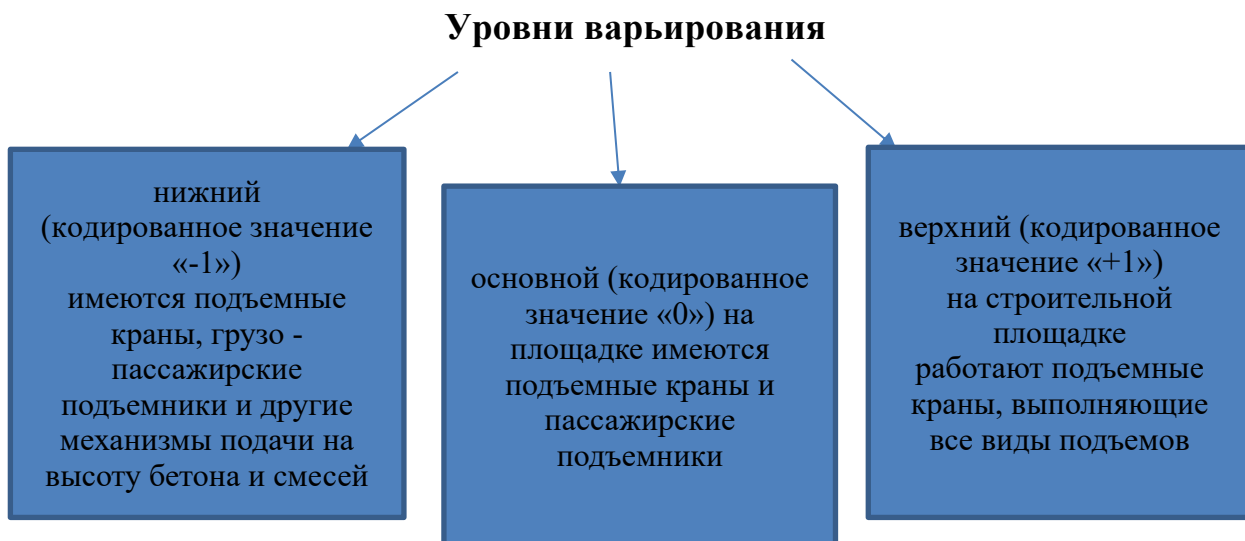 Уровни варьирования
нижний
(кодированное значение
«-1»)
имеются подъемные
краны, грузо -
пассажирские
подъемники и другие
механизмы подачи на
высоту бетона и смесей
основной (кодированное
значение «0») на
площадке имеются
подъемные краны и
пассажирские
подъемники
верхний (кодированное
значение «+1»)
на строительной
площадке
работают подъемные
краны, выполняющие
все виды подъемов